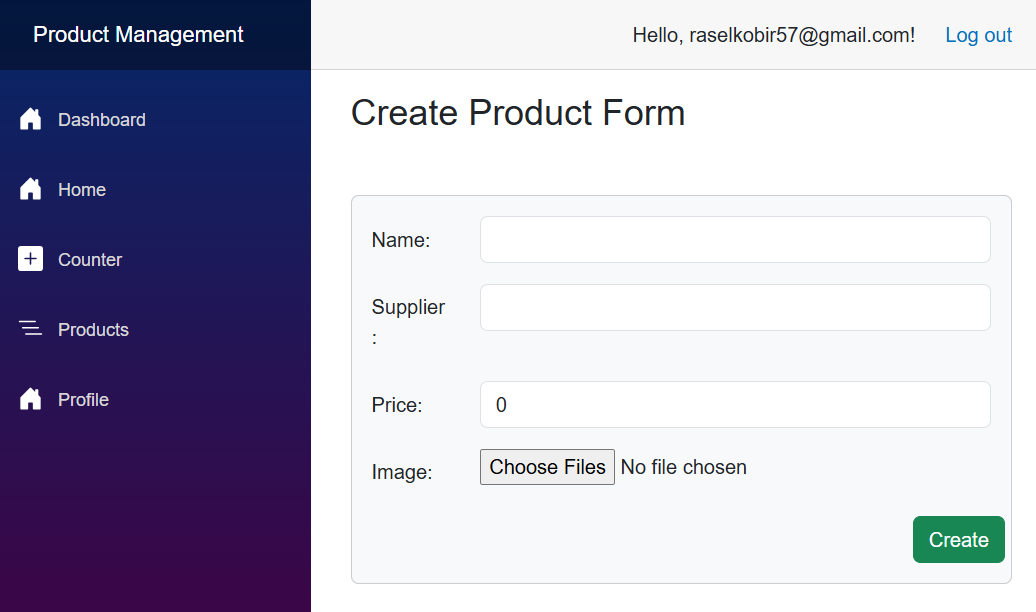 Product Management
Hello, raselkobir57@gmail.com!
Log out
Dashboard
Home
Counter
Products
Profile
Create Product Form
Name:
Supplier
:
Price:
0
Image:
Choose Files No file chosen
Create